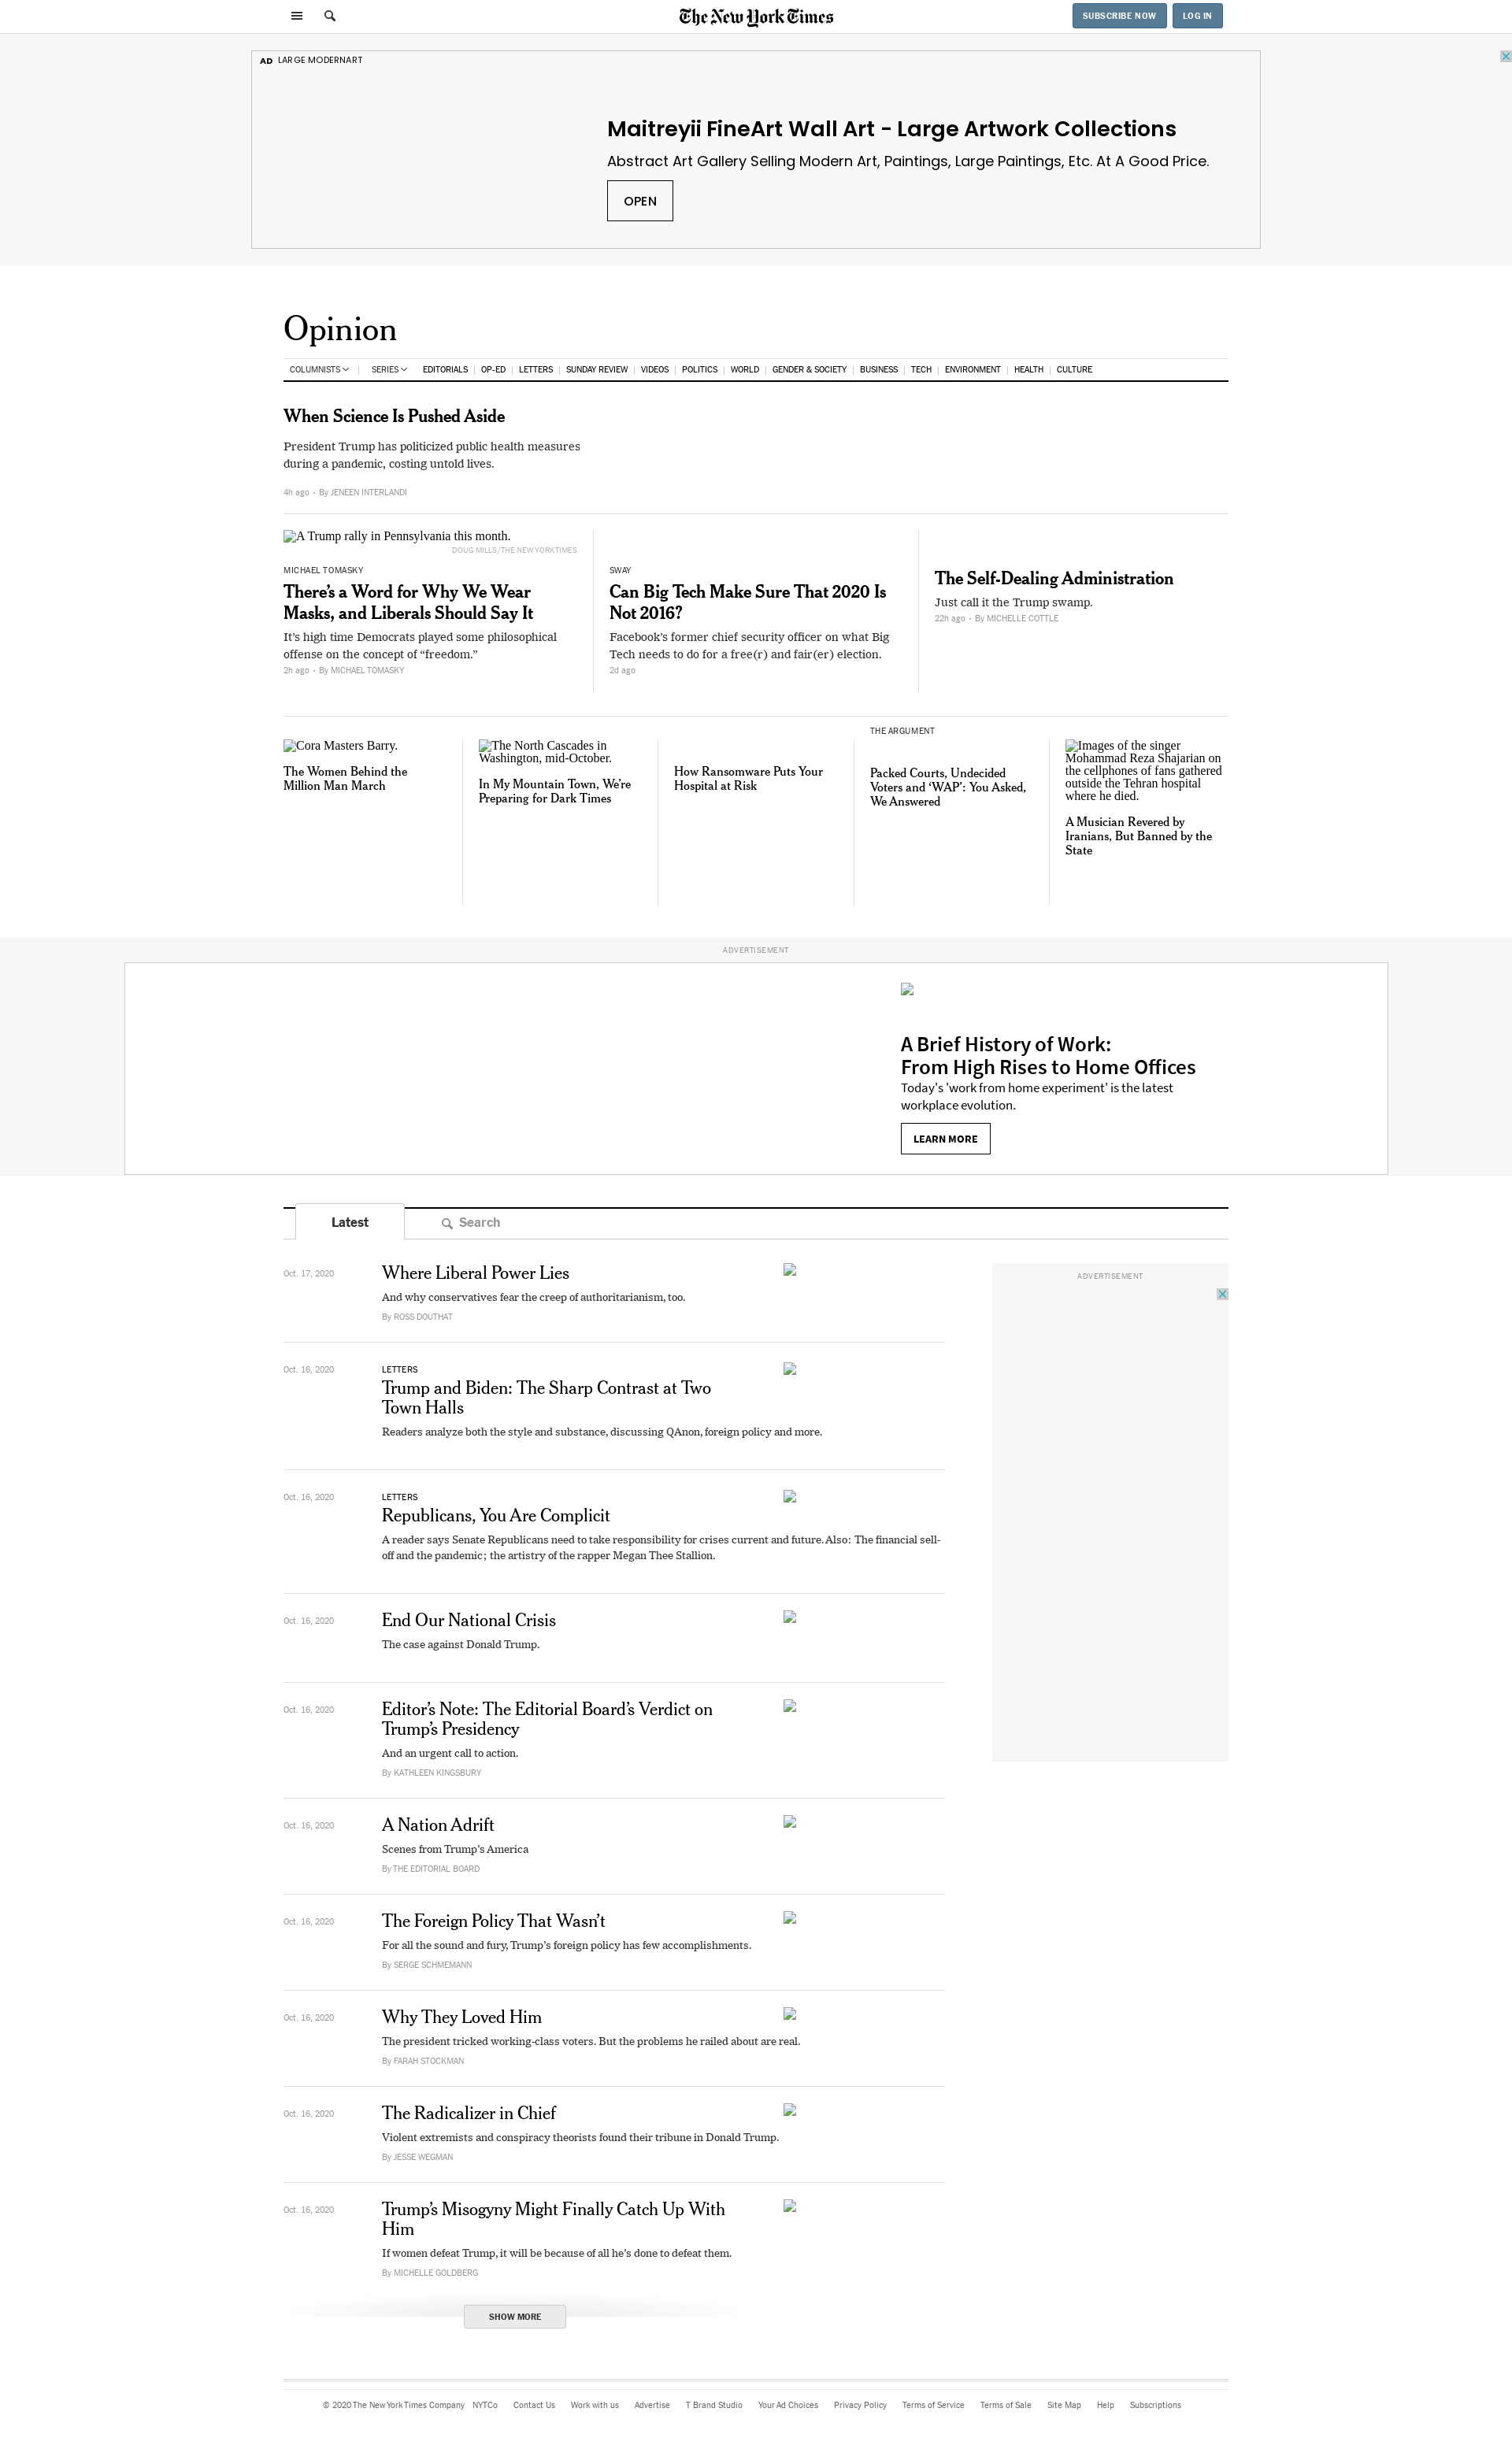 The New York Times
SUBSCRIBE NOW
LOG IN
AD LARGE MODERNART
Maitreyii FineArt Wall Art - Large Artwork Collections
Abstract Art Gallery Selling Modern Art, Paintings, Large Paintings, Etc. At A Good Price.
OPEN
Opinion
COLUMNISTS SERIES EDITORIALS OP-ED LETTERS SUNDAY REVIEW VIDEOS POLITICS WORLD GENDER & SOCIETY BUSINESS TECH ENVIRONMENT HEALTH CULTURE
When Science Is Pushed Aside
President Trump has politicized public health measures
during a pandemic, costing untold lives.
4h ago • By JENEEN INTERLANDI
A Trump rally in Pennsylvania this month.
DOUG MILLS/THE NEW YORK TIMES
MICHAEL TOMASKY
There’s a Word for Why We Wear
Masks, and Liberals Should Say It
It’s high time Democrats played some philosophical
offense on the concept of “freedom.”
2h ago • By MICHAEL TOMASKY
SWAY
Can Big Tech Make Sure That 2020 Is
Not 2016?
Facebook’s former chief security officer on what Big
Tech needs to do for a free(r) and fair(er) election.
2d ago
The Self-Dealing Administration
Just call it the Trump swamp.
22h ago • By MICHELLE COTTLE
Cora Masters Barry.
The Women Behind the
Million Man March
The North Cascades in
Washington, mid-October.
In My Mountain Town, We’re
Preparing for Dark Times
How Ransomware Puts Your
Hospital at Risk
THE ARGUMENT
Packed Courts, Undecided
Voters and ‘WAP’: You Asked,
We Answered
Images of the singer
Mohammad Reza Shajarian on
the cellphones of fans gathered
outside the Tehran hospital
where he died.
A Musician Revered by
Iranians, But Banned by the
State
ADVERTISEMENT
A Brief History of Work:
From High Rises to Home Offices
Today's 'work from home experiment' is the latest
workplace evolution.
LEARN MORE
Latest
Search
Oct. 17, 2020
Where Liberal Power Lies
And why conservatives fear the creep of authoritarianism, too.
By ROSS DOUTHAT
ADVERTISEMENT
Oct. 16, 2020
LETTERS
Trump and Biden: The Sharp Contrast at Two
Town Halls
Readers analyze both the style and substance, discussing QAnon, foreign policy and more.
Oct. 16, 2020
LETTERS
Republicans, You Are Complicit
A reader says Senate Republicans need to take responsibility for crises current and future. Also: The financial sell-
off and the pandemic; the artistry of the rapper Megan Thee Stallion.
Oct. 16, 2020
End Our National Crisis
The case against Donald Trump.
Oct. 16, 2020
Editor’s Note: The Editorial Board’s Verdict on
Trump’s Presidency
And an urgent call to action.
By KATHLEEN KINGSBURY
Oct. 16, 2020
A Nation Adrift
Scenes from Trump’s America
By THE EDITORIAL BOARD
Oct. 16, 2020
The Foreign Policy That Wasn’t
For all the sound and fury, Trump’s foreign policy has few accomplishments.
By SERGE SCHMEMANN
Oct. 16, 2020
Why They Loved Him
The president tricked working-class voters. But the problems he railed about are real.
By FARAH STOCKMAN
Oct. 16, 2020
The Radicalizer in Chief
Violent extremists and conspiracy theorists found their tribune in Donald Trump.
By JESSE WEGMAN
Oct. 16, 2020
Trump’s Misogyny Might Finally Catch Up With
Him
If women defeat Trump, it will be because of all he’s done to defeat them.
By MICHELLE GOLDBERG
SHOW MORE
© 2020 The New York Times Company NYTCo Contact Us Work with us Advertise T Brand Studio Your Ad Choices Privacy Policy Terms of Service Terms of Sale Site Map Help Subscriptions